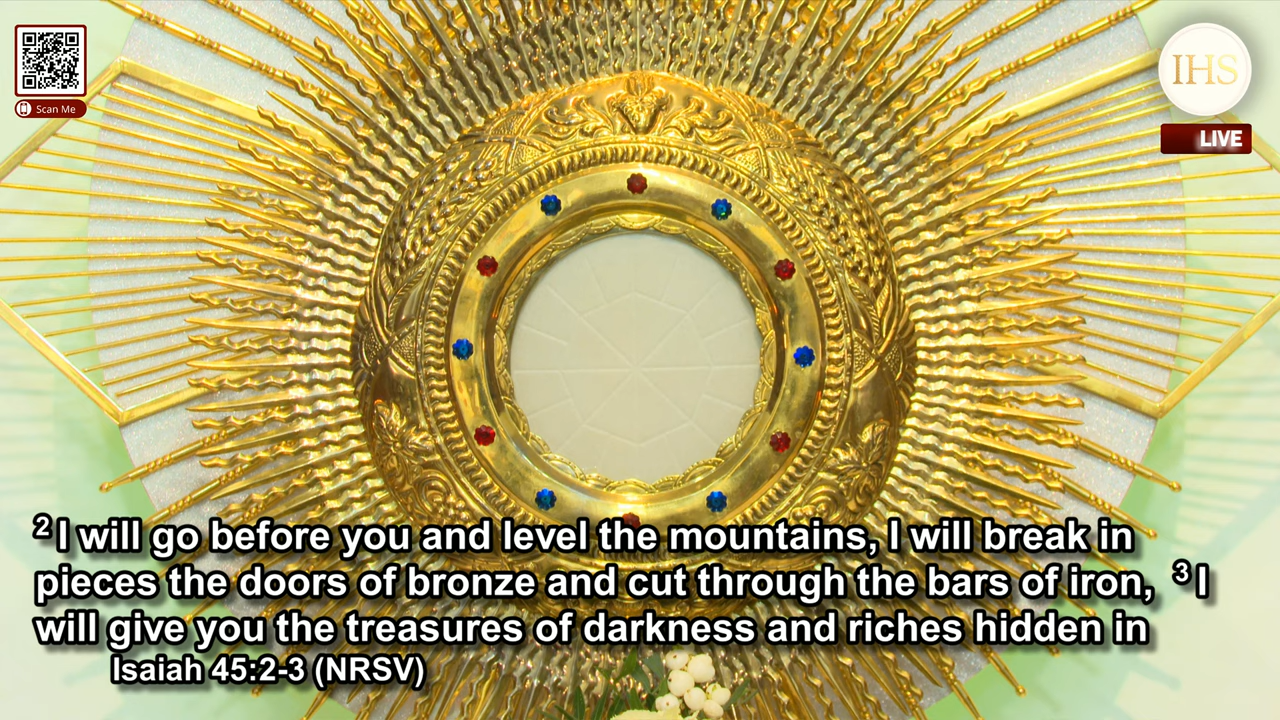 Scan Me
IHS
LIVE
2 I will go before you and level the mountains, I will break in
pieces the doors of bronze and cut through the bars of iron, 3 I
will give you the treasures of darkness and riches hidden in
Isaiah 45:2-3 (NRSV)